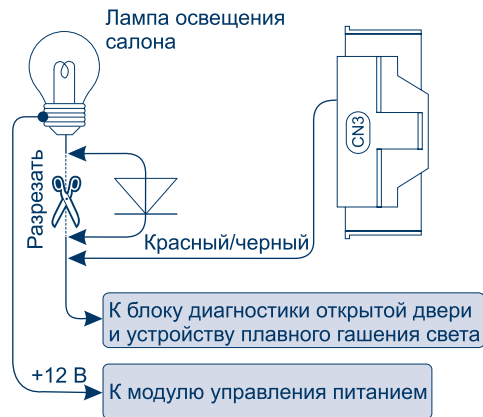 Лампа освещения
салона
CN3
Разрезать
Красный/черный
К блоку диагностики открытой двери
и устройству плавного гашения света
+12 В
К модулю управления питанием